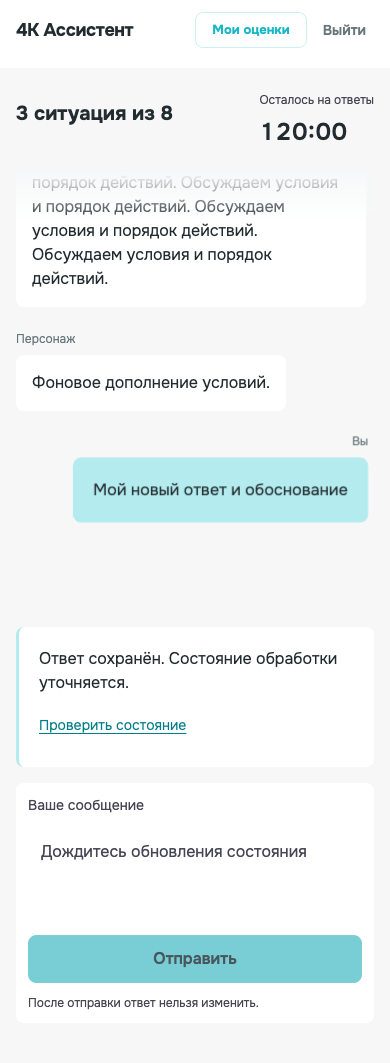 4К Ассистент
Мои оценки
Выйти
3 ситуация из 8
Осталось на ответы
120:00
порядок действий. Обсуждаем условия
и порядок действий. Обсуждаем
условия и порядок действий.
Обсуждаем условия и порядок
действий.
Персонаж
Фоновое дополнение условий.
Вы
Мой новый ответ и обоснование
Ответ сохранён. Состояние обработки
уточняется.
Проверить состояние
Ваше сообщение
Дождитесь обновления состояния
Отправить
После отправки ответ нельзя изменить.